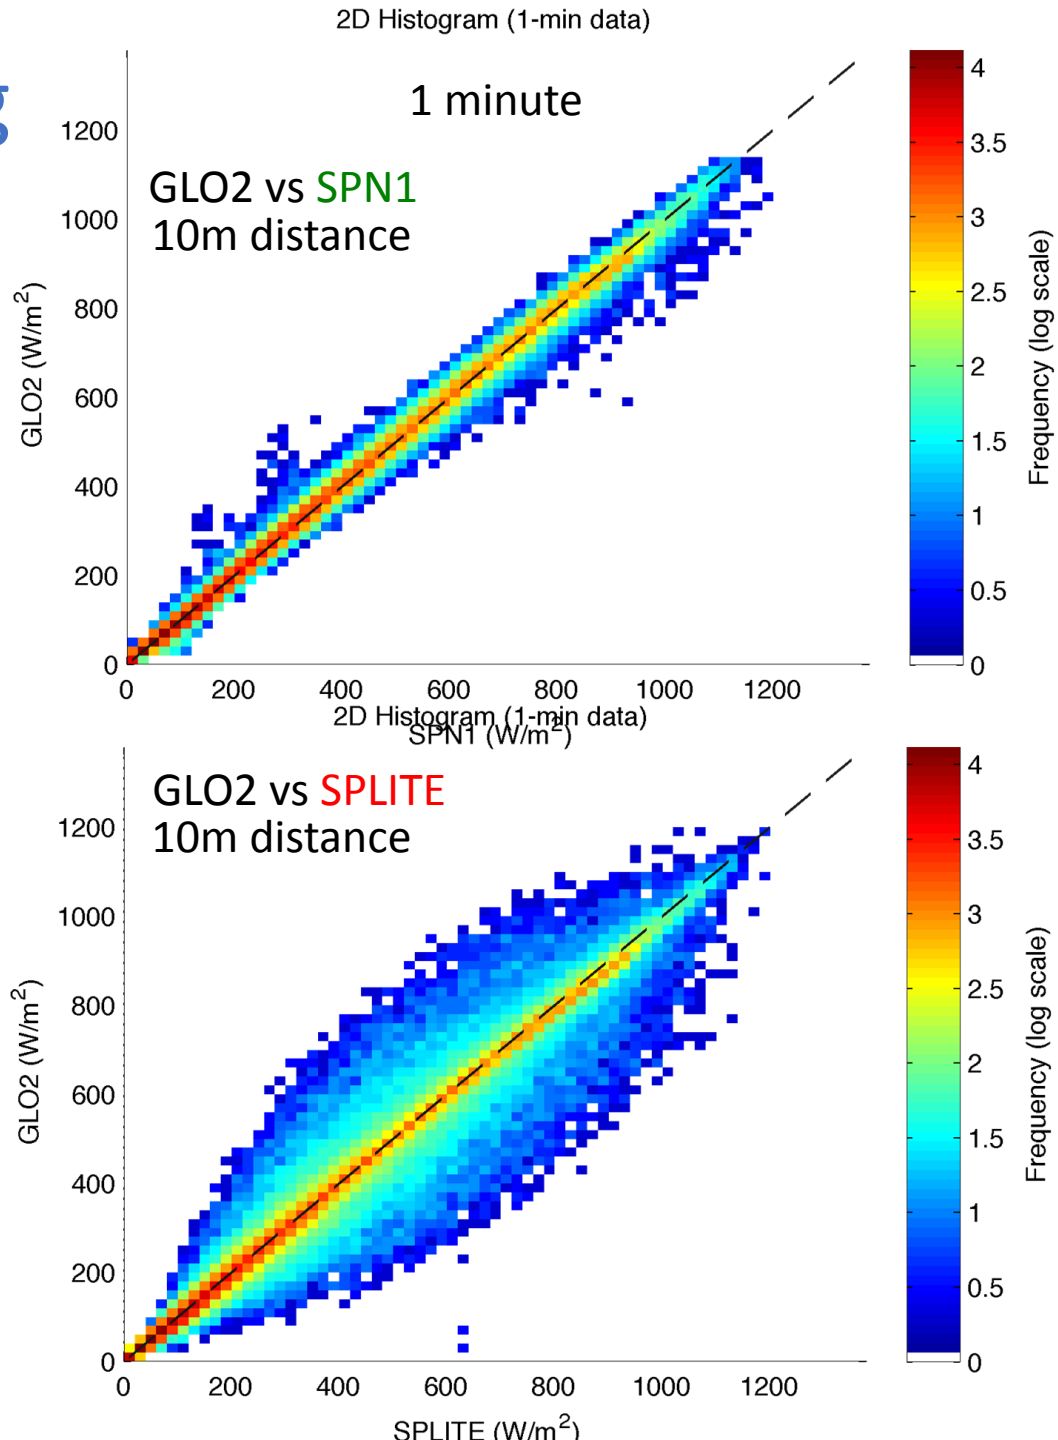 2D Histogram (1-min data)
g
1 minute
GLO2 vs SPN1
10m distance
GLO2 (W/m²)
1200
1000
800
600
400
200
0
0 200 400 600 800 1000 1200
SPN1 (W/m²)
4
3.5
3
2.5
2
1.5
1
0.5
0
Frequency (log scale)
2D Histogram (1-min data)
GLO2 vs SPLITE
10m distance
GLO2 (W/m²)
1200
1000
800
600
400
200
0
0 200 400 600 800 1000 1200
SPLITE (W/m²)
4
3.5
3
2.5
2
1.5
1
0.5
0
Frequency (log scale)